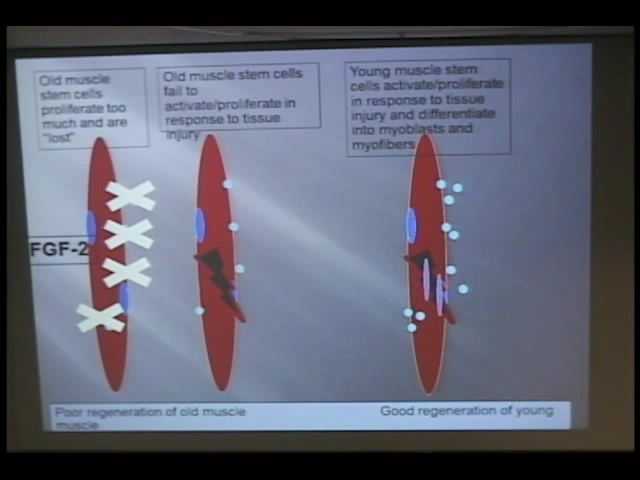 Old muscle
stem cells
proliferate too
much and are
"lost"
Old muscle stem cells
fail to
activate/proliferate in
response to tissue
injury
Young muscle stem
cells activate/proliferate
in response to tissue
injury and differentiate
into myoblasts and
myofibers
FGF-2
Poor regeneration of old muscle
muscle
Good regeneration of young